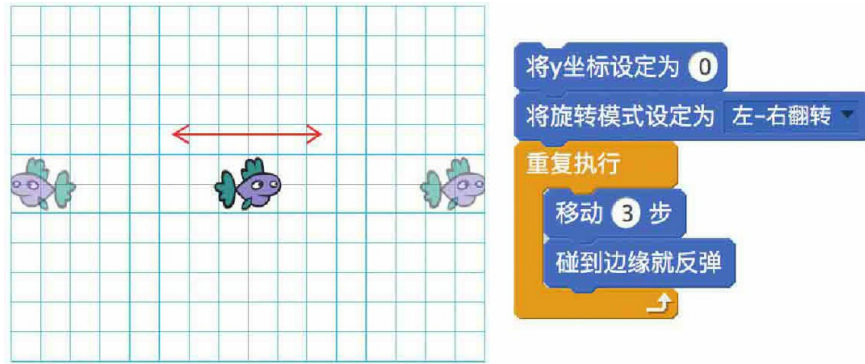 将y坐标设定为 0
将旋转模式设定为 左-右翻转
重复执行
移动 3 步
碰到边缘就反弹